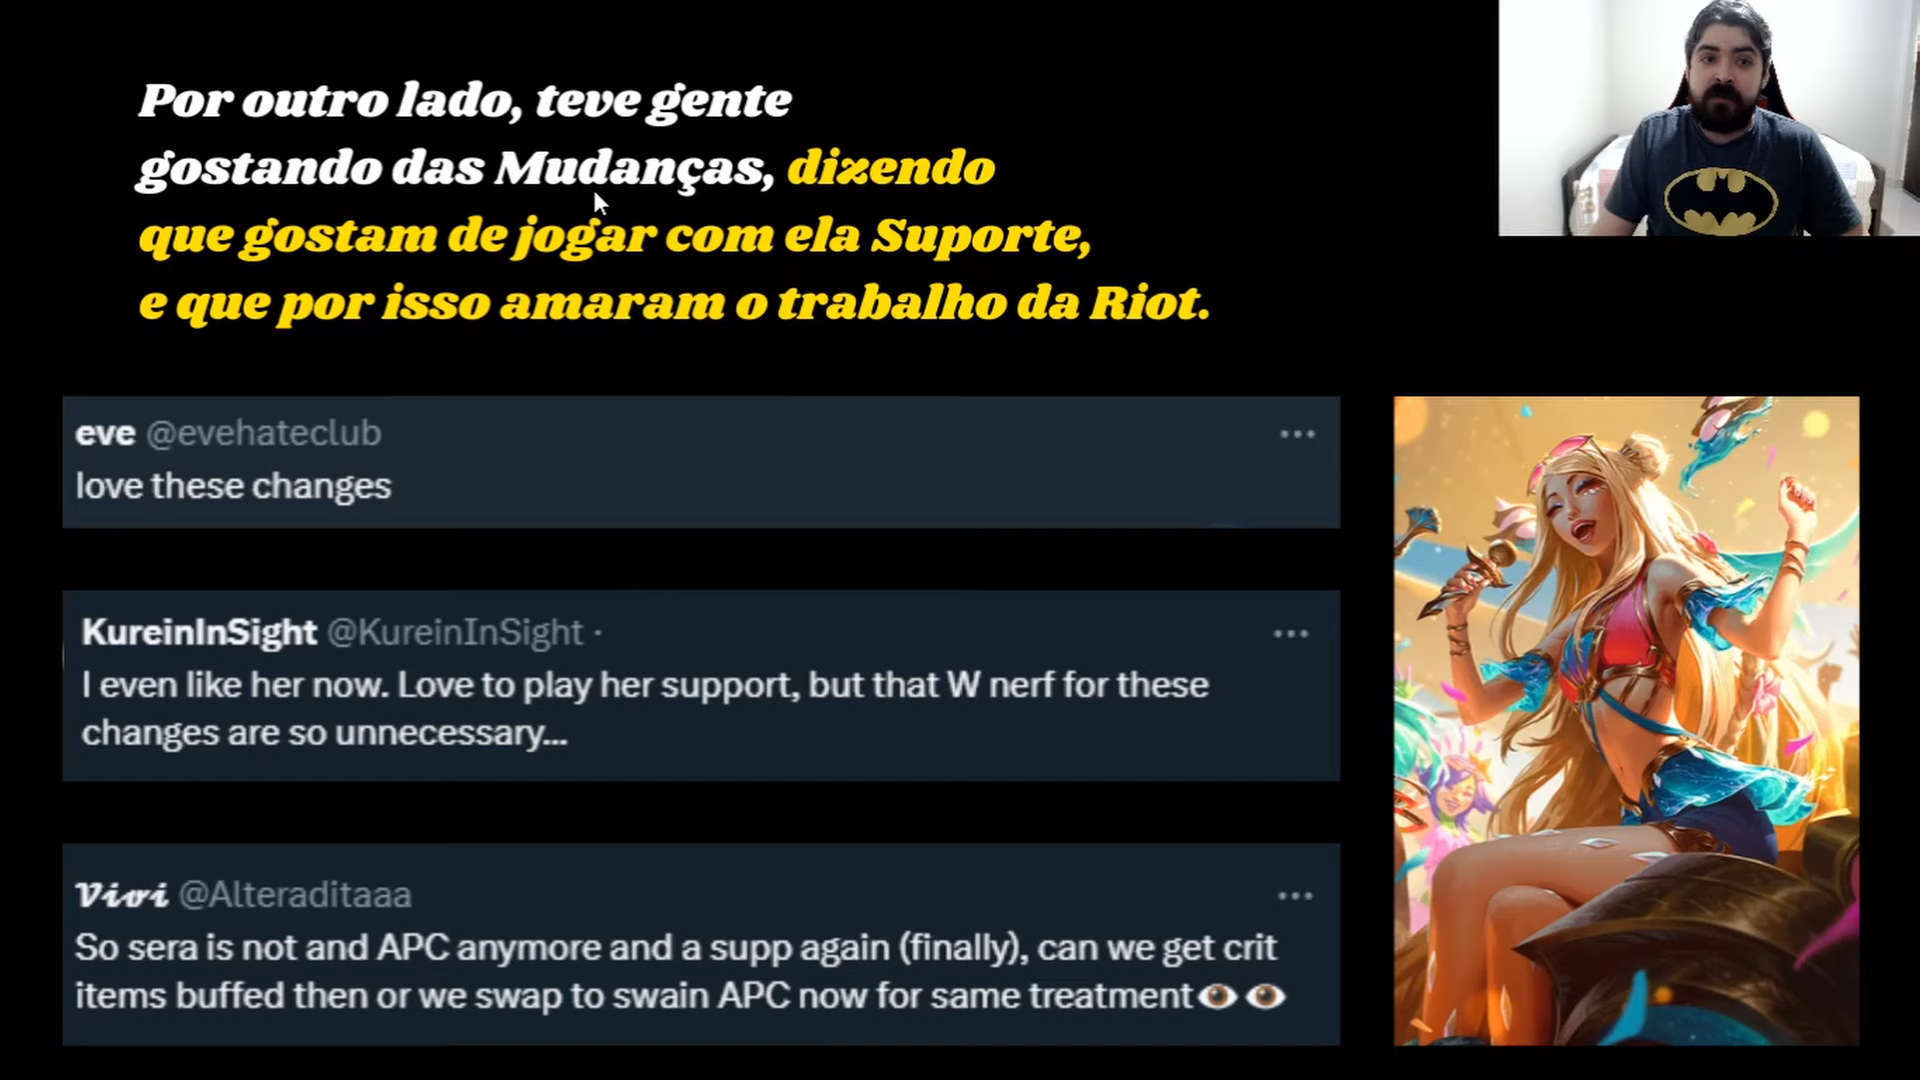 Por outro lado, teve gente
gostando das Mudanças, dizendo
que gostam de jogar com ela Suporte,
e que por isso amaram o trabalho da Riot.
eve @evehateclub
love these changes
KureinInSight @KureinInSight ·
I even like her now. Love to play her support, but that W nerf for these
changes are so unnecessary...
Vivi @Alteraditaaa
So sera is not and APC anymore and a supp again (finally), can we get crit
items buffed then or we swap to swain APC now for same treatment👁️👁️